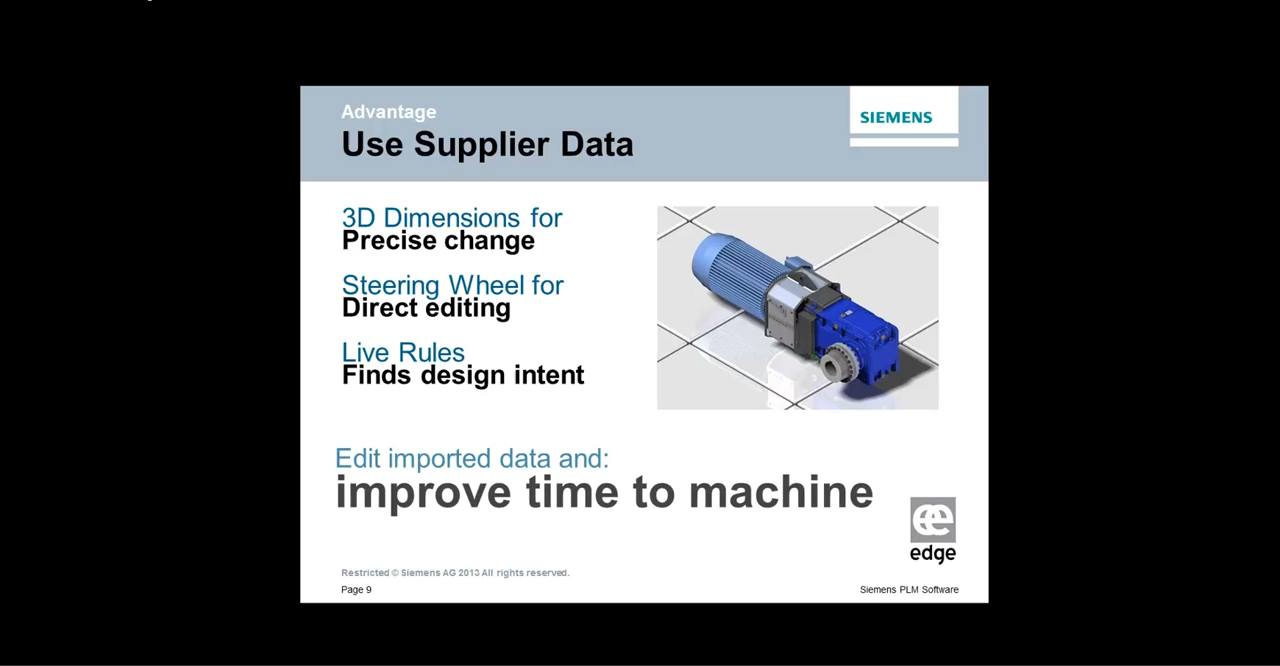 Advantage
Use Supplier Data
SIEMENS
3D Dimensions for
Precise change
Steering Wheel for
Direct editing
Live Rules
Finds design intent
Edit imported data and:
improve time to machine
edge
Restricted © Siemens AG 2013 All rights reserved.
Page 9
Siemens PLM Software